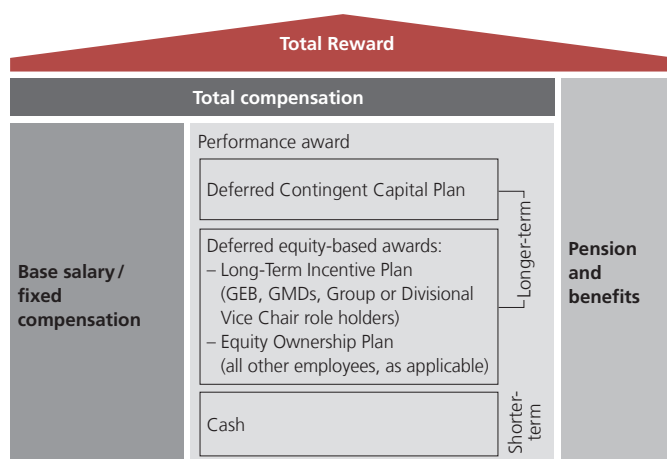 Total Reward
Total compensation
Base salary /
fixed
compensation
Performance award
Deferred Contingent Capital Plan
Deferred equity-based awards:
– Long-Term Incentive Plan
(GEB, GMDs, Group or Divisional
Vice Chair role holders)
– Equity Ownership Plan
(all other employees, as applicable)
Cash
Longer-term
Shorter-
term
Pension
and
benefits